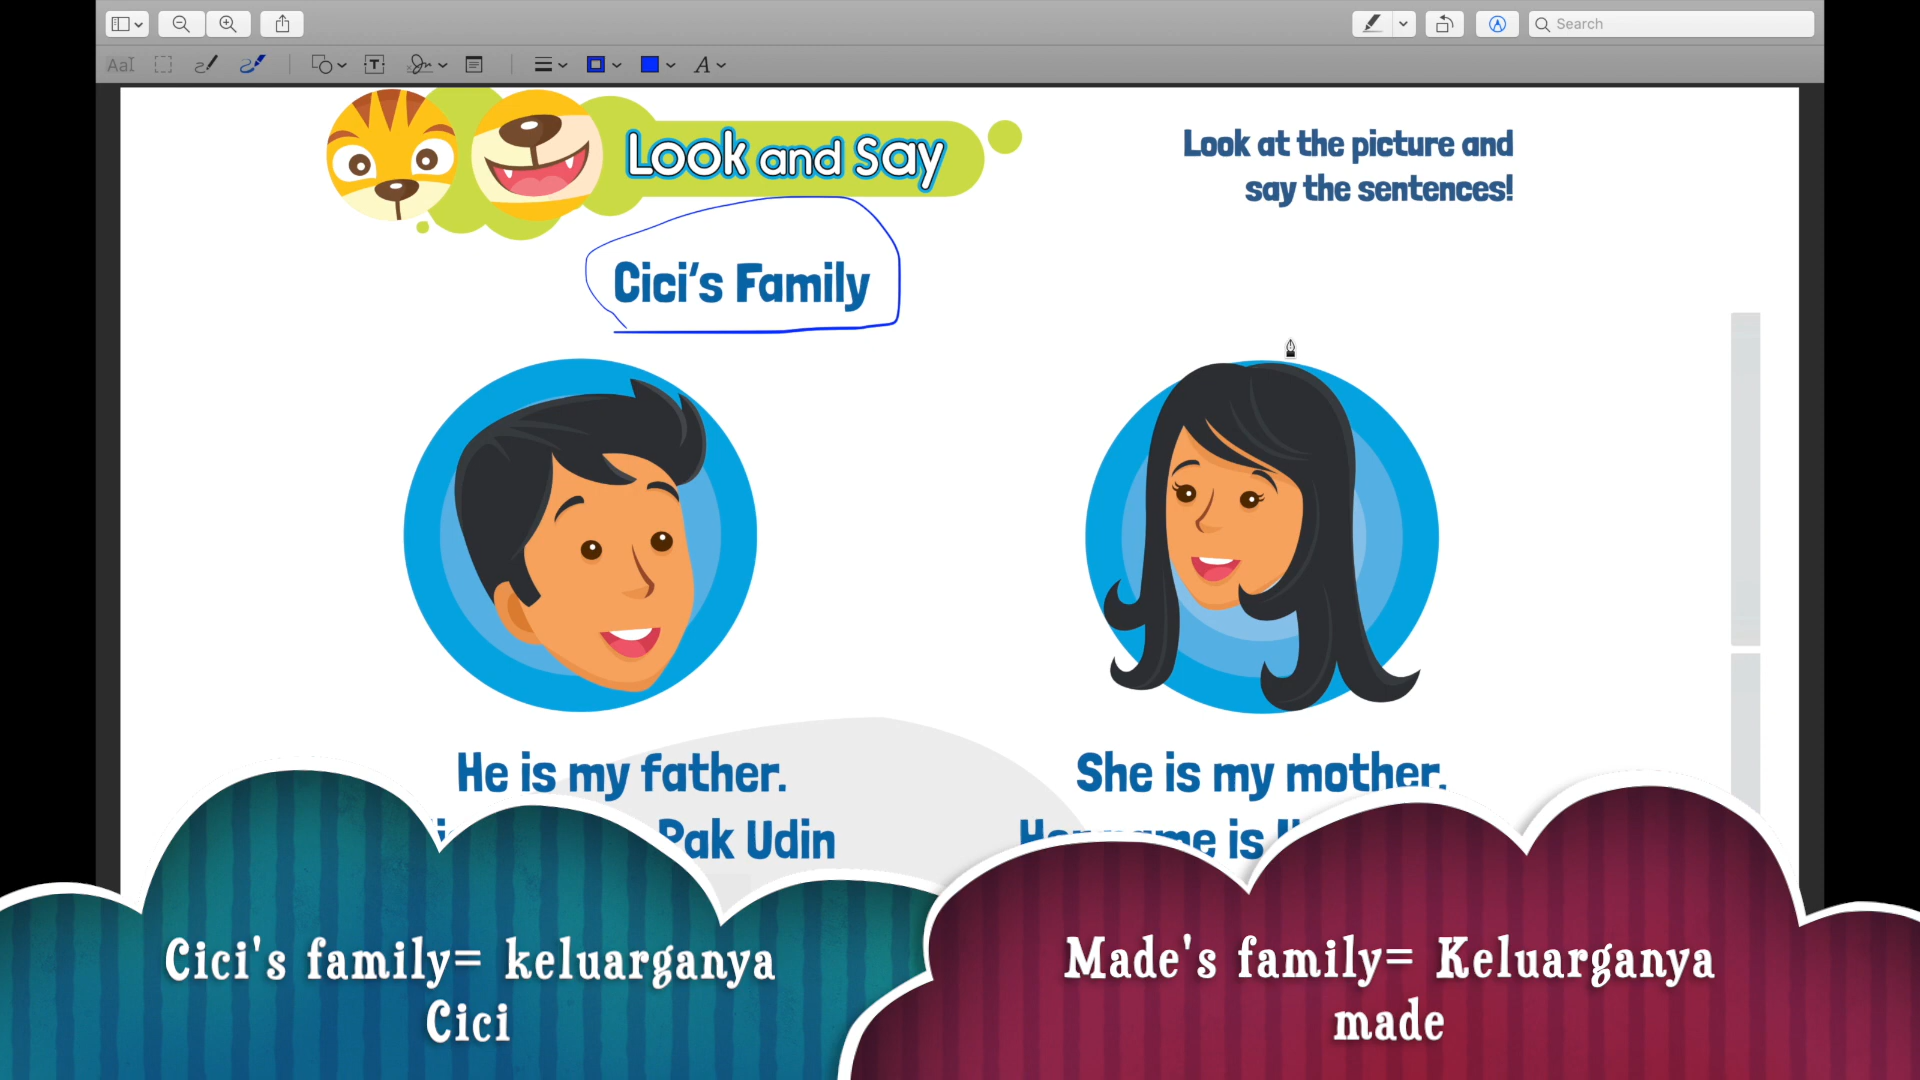 Search
AaI
T
A
Look and Say
Look at the picture and
say the sentences!
Cici's Family
He is my father.
She is my mother.
Pak Udin
is
Cici's family= keluarganya
Cici
Made's family= Keluarganya
made